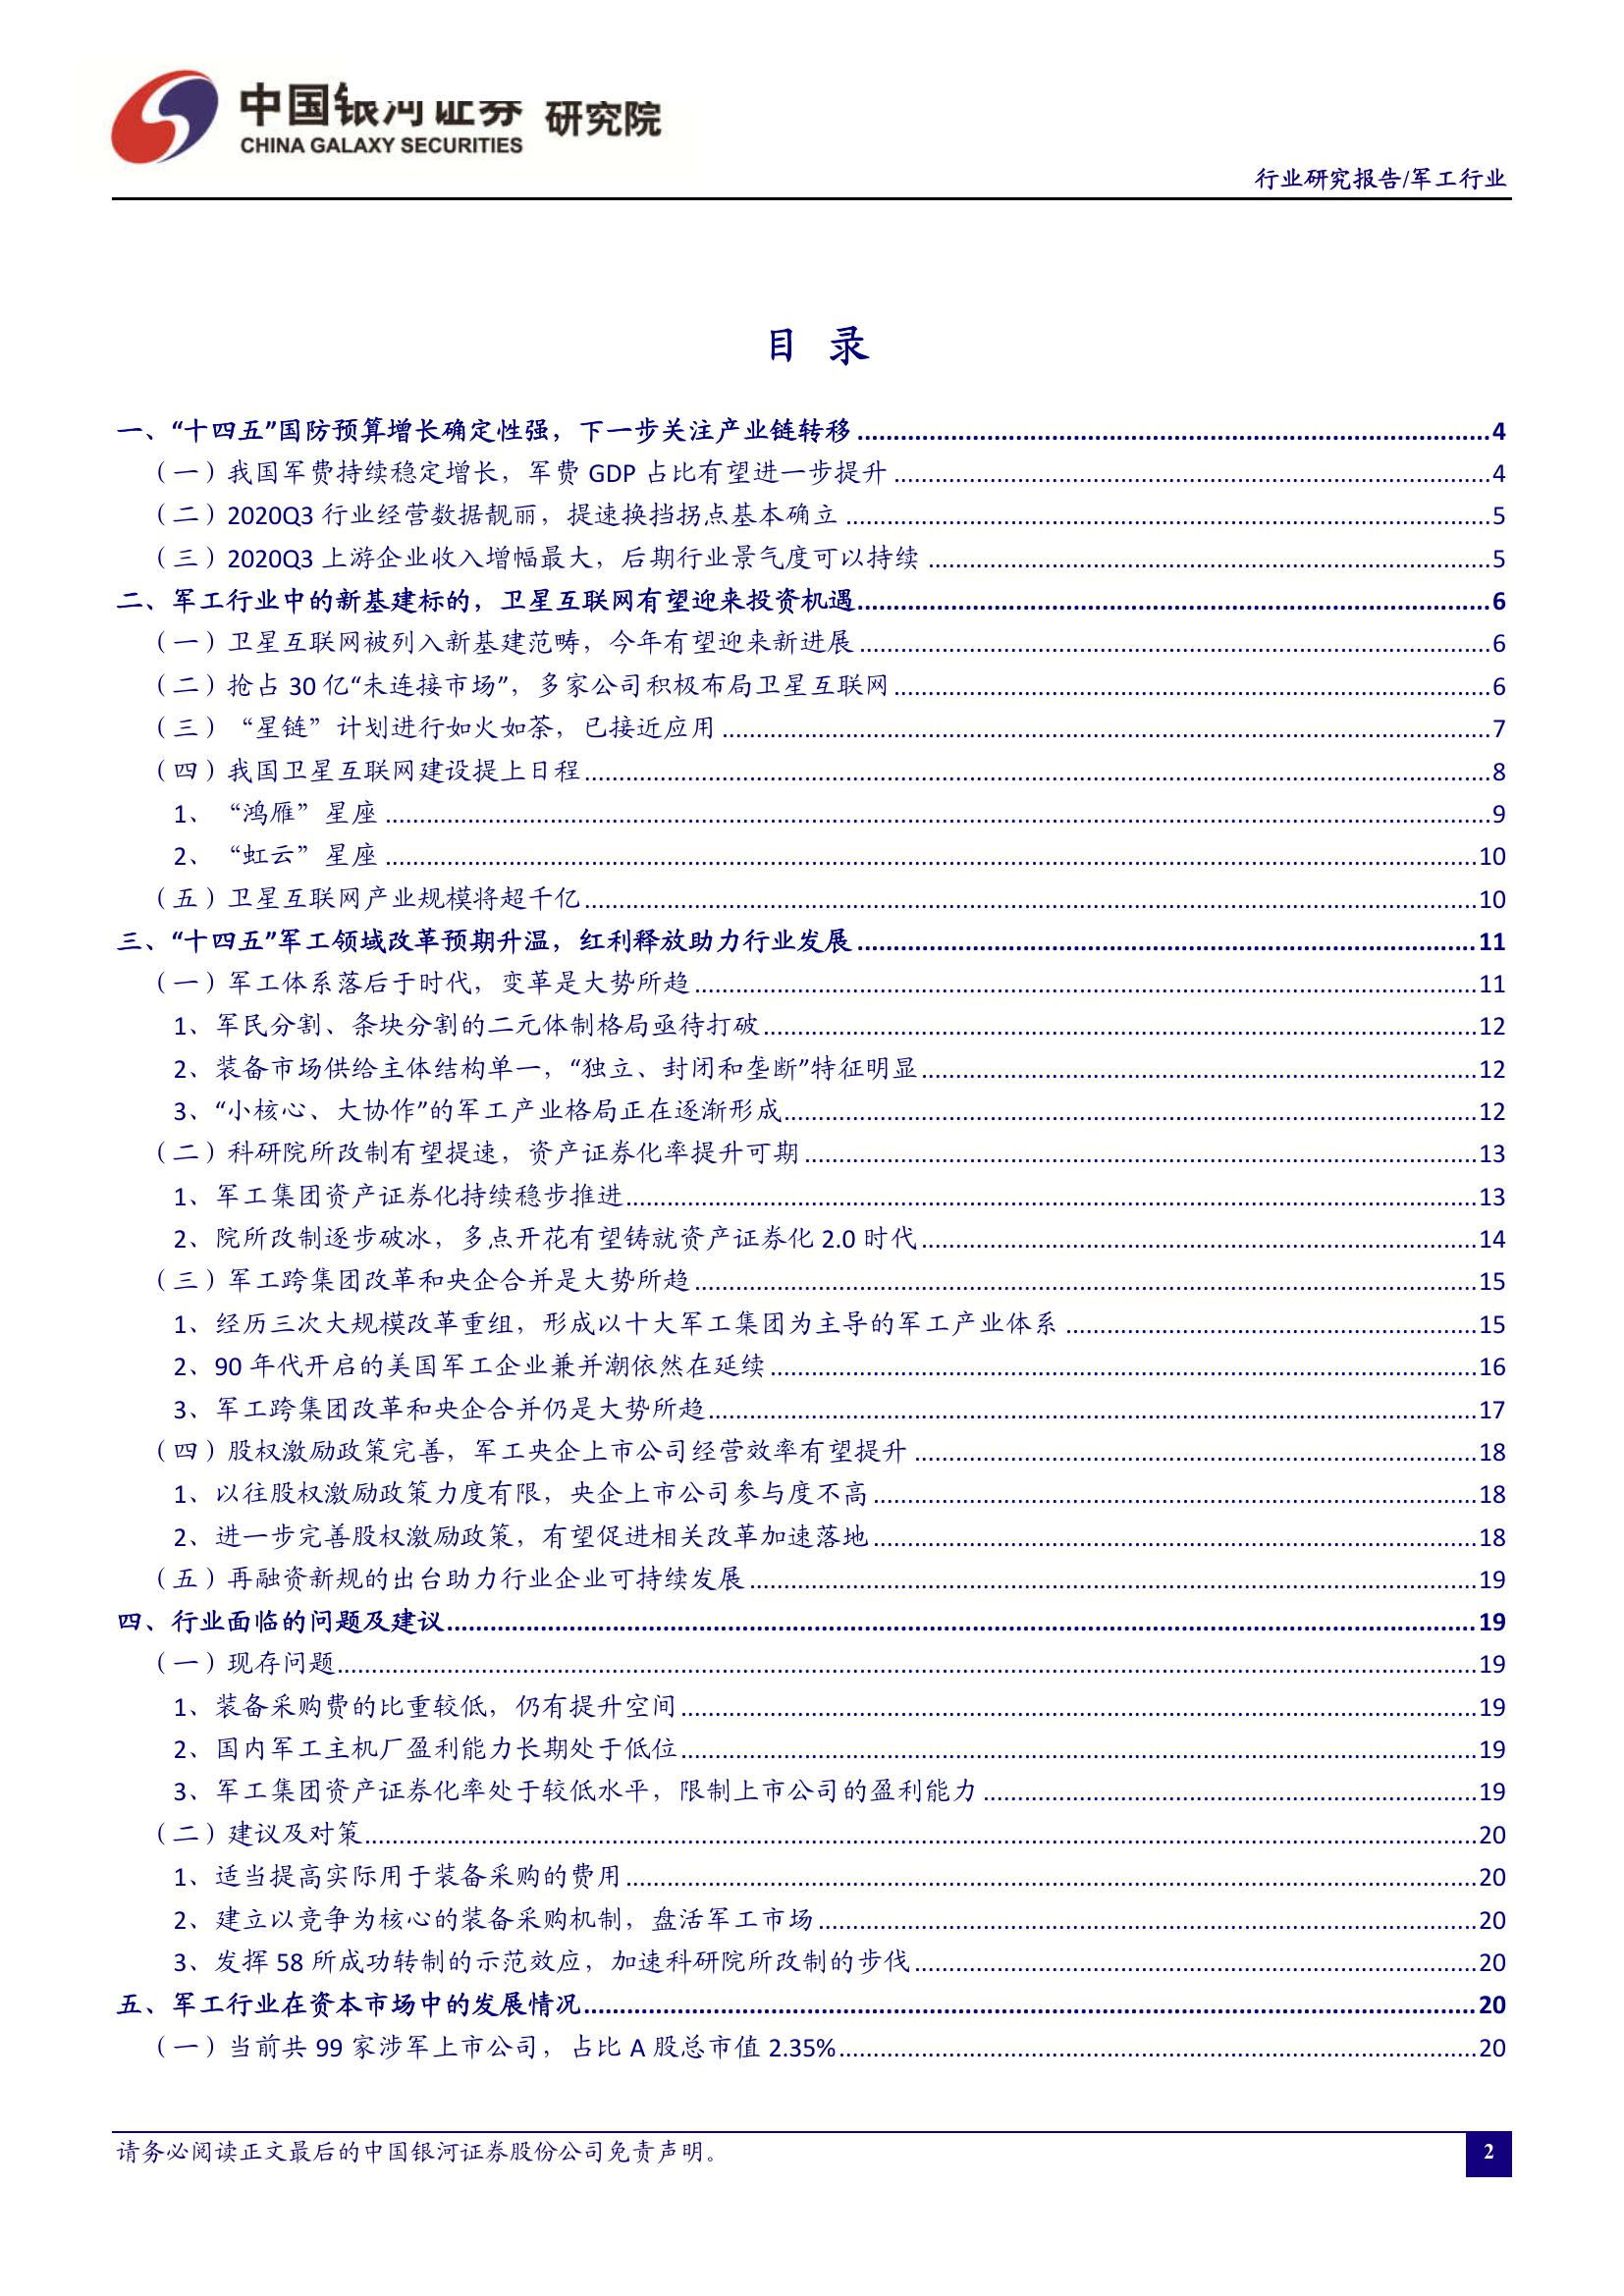 中国银河证券 研究院
CHINA GALAXY SECURITIES
行业研究报告/军工行业
目 录
一、“十四五”国防预算增长确定性强，下一步关注产业链转移 4
（一）我国军费持续稳定增长，军费 GDP 占比有望进一步提升 4
（二）2020Q3 行业经营数据靓丽，提速换挡拐点基本确立 5
（三）2020Q3 上游企业收入增幅最大，后期行业景气度可以持续 5
二、军工行业中的新基建标的，卫星互联网有望迎来投资机遇 6
（一）卫星互联网被列入新基建范畴，今年有望迎来新进展 6
（二）抢占 30 亿“未连接市场”，多家公司积极布局卫星互联网 6
（三）“星链”计划进行如火如荼，已接近应用 7
（四）我国卫星互联网建设提上日程 8
1、“鸿雁”星座 9
2、“虹云”星座 10
（五）卫星互联网产业规模将超千亿 10
三、“十四五”军工领域改革预期升温，红利释放助力行业发展 11
（一）军工体系落后于时代，变革是大势所趋 11
1、军民分割、条块分割的二元体制格局亟待打破 12
2、装备市场供给主体结构单一，“独立、封闭和垄断”特征明显 12
3、“小核心、大协作”的军工产业格局正在逐渐形成 12
（二）科研院所改制有望提速，资产证券化率提升可期 13
1、军工集团资产证券化持续稳步推进 13
2、院所改制逐步破冰，多点开花有望铸就资产证券化 2.0 时代 14
（三）军工跨集团改革和央企合并是大势所趋 15
1、经历三次大规模改革重组，形成以十大军工集团为主导的军工产业体系 15
2、90 年代开启的美国军工企业兼并潮依然在延续 16
3、军工跨集团改革和央企合并仍是大势所趋 17
（四）股权激励政策完善，军工央企上市公司经营效率有望提升 18
1、以往股权激励政策力度有限，央企上市公司参与度不高 18
2、进一步完善股权激励政策，有望促进相关改革加速落地 18
（五）再融资新规的出台助力行业企业可持续发展 19
四、行业面临的问题及建议 19
（一）现存问题 19
1、装备采购费的比重较低，仍有提升空间 19
2、国内军工主机厂盈利能力长期处于低位 19
3、军工集团资产证券化率处于较低水平，限制上市公司的盈利能力 19
（二）建议及对策 20
1、适当提高实际用于装备采购的费用 20
2、建立以竞争为核心的装备采购机制，盘活军工市场 20
3、发挥 58 所成功转制的示范效应，加速科研院所改制的步伐 20
五、军工行业在资本市场中的发展情况 20
（一）当前共 99 家涉军上市公司，占比 A 股总市值 2.35% 20
请务必阅读正文最后的中国银河证券股份公司免责声明。
2